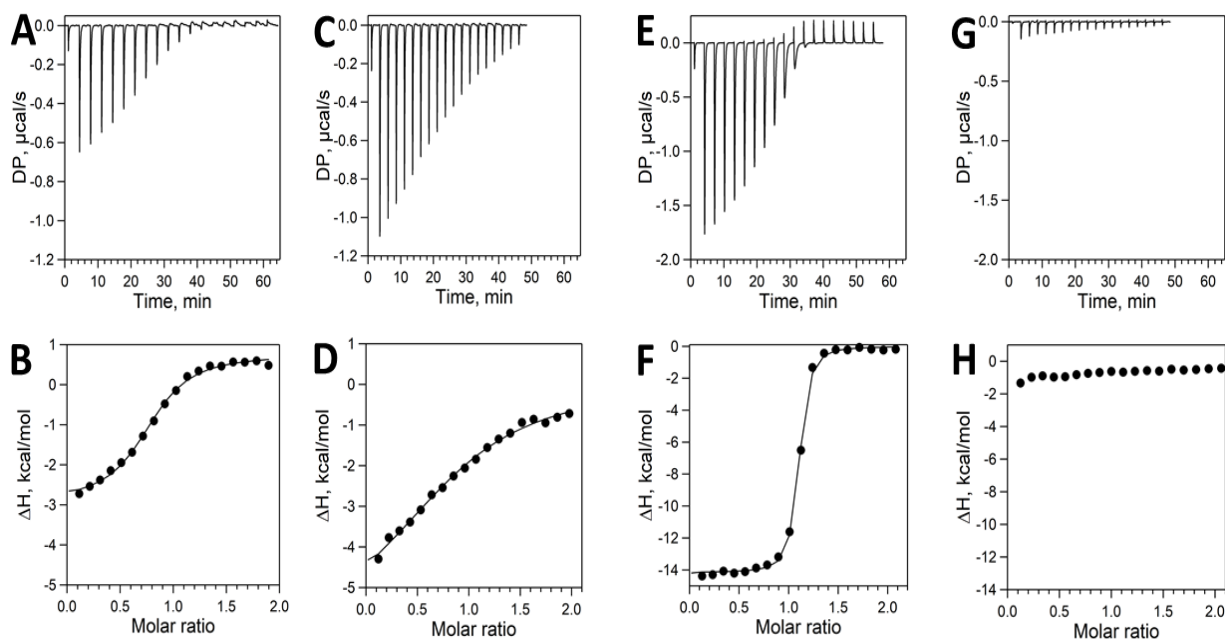 A
DP, µcal/s
0.0
-0.2
-0.4
-0.6
-0.8
-1.0
-1.2
0 10 20 30 40 50 60
Time, min
C
DP, µcal/s
0.0
-0.2
-0.4
-0.6
-0.8
-1.0
-1.2
0 10 20 30 40 50 60
Time, min
E
DP, µcal/s
0.0
-0.5
-1.0
-1.5
-2.0
0 10 20 30 40 50 60
Time, min
G
DP, µcal/s
0.0
-0.5
-1.0
-1.5
-2.0
0 10 20 30 40 50 60
Time, min
B
ΔH, kcal/mol
1
0
-1
-2
-3
-4
-5
0.0 0.5 1.0 1.5 2.0
Molar ratio
D
ΔH, kcal/mol
1
0
-1
-2
-3
-4
-5
0.0 0.5 1.0 1.5 2.0
Molar ratio
F
ΔH, kcal/mol
0
-2
-4
-6
-8
-10
-12
-14
0.0 0.5 1.0 1.5 2.0
Molar ratio
H
ΔH, kcal/mol
0
-2
-4
-6
-8
-10
-12
-14
0.0 0.5 1.0 1.5 2.0
Molar ratio